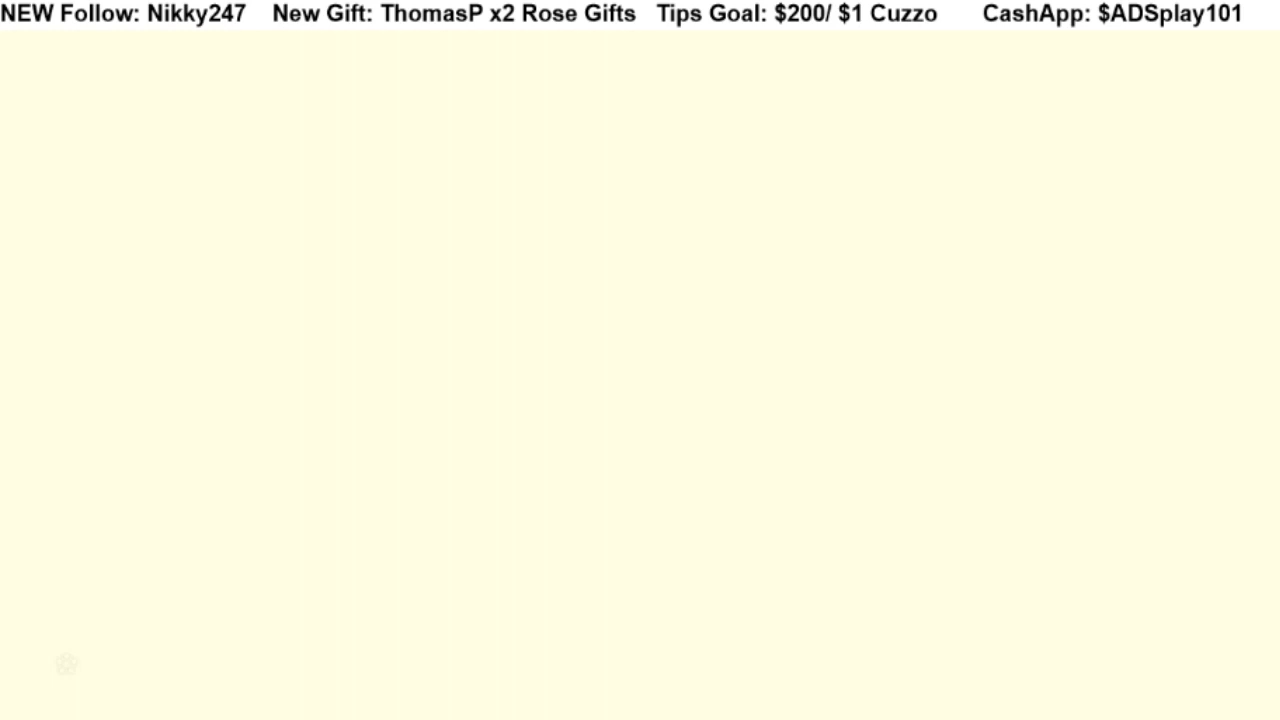 NEW Follow: Nikky247 New Gift: ThomasP x2 Rose Gifts Tips Goal: $200/ $1 Cuzzo CashApp: $ADSplay101